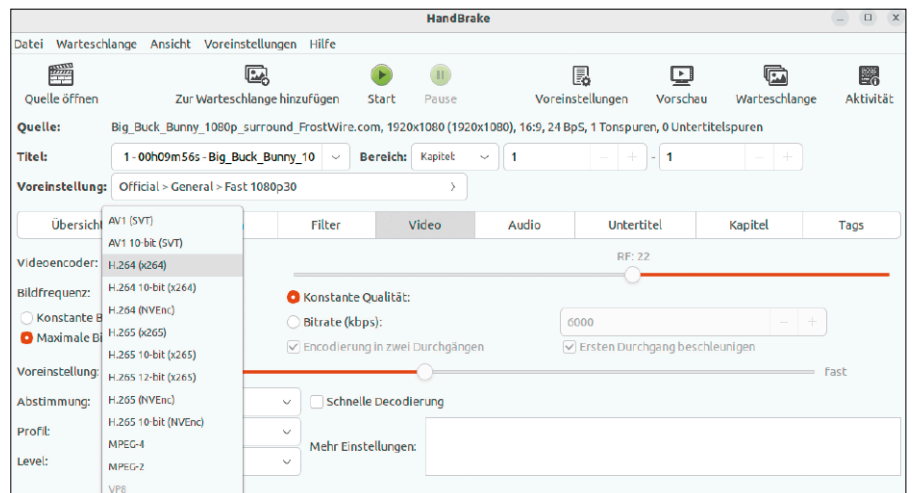 HandBrake
Datei Warteschlange Ansicht Voreinstellungen Hilfe
Quelle öffnen Zur Warteschlange hinzufügen Start Pause Voreinstellungen Vorschau Warteschlange Aktivität
Quelle: Big_Buck_Bunny_1080p_surround_FrostWire.com, 1920x1080 (1920x1080), 16:9, 24 BpS, 1 Tonspuren, 0 Untertitelspuren
Titel: 1 - 00h09m56s - Big_Buck_Bunny_10 Bereich: Kapitel: 1 - 1
Voreinstellung: Official > General > Fast 1080p30
Übersicht Filter Video Audio Untertitel Kapitel Tags
AV1 (SVT)
AV1 10-bit (SVT)
Videoencoder: H.264 (x264) RF: 22
Bildfrequenz: H.264 10-bit (x264) Konstante Qualität:
Konstante B H.264 (NVEnc) Bitrate (kbps): 6000
Maximale Bi H.265 (x265) Encodierung in zwei Durchgängen Ersten Durchgang beschleunigen
H.265 10-bit (x265)
Voreinstellung: H.265 12-bit (x265) Fast
Abstimmung: H.265 (NVEnc) Schnelle Decodierung
H.265 10-bit (NVEnc)
Profil: MPEG-4 Mehr Einstellungen:
Level: MPEG-2
VP8